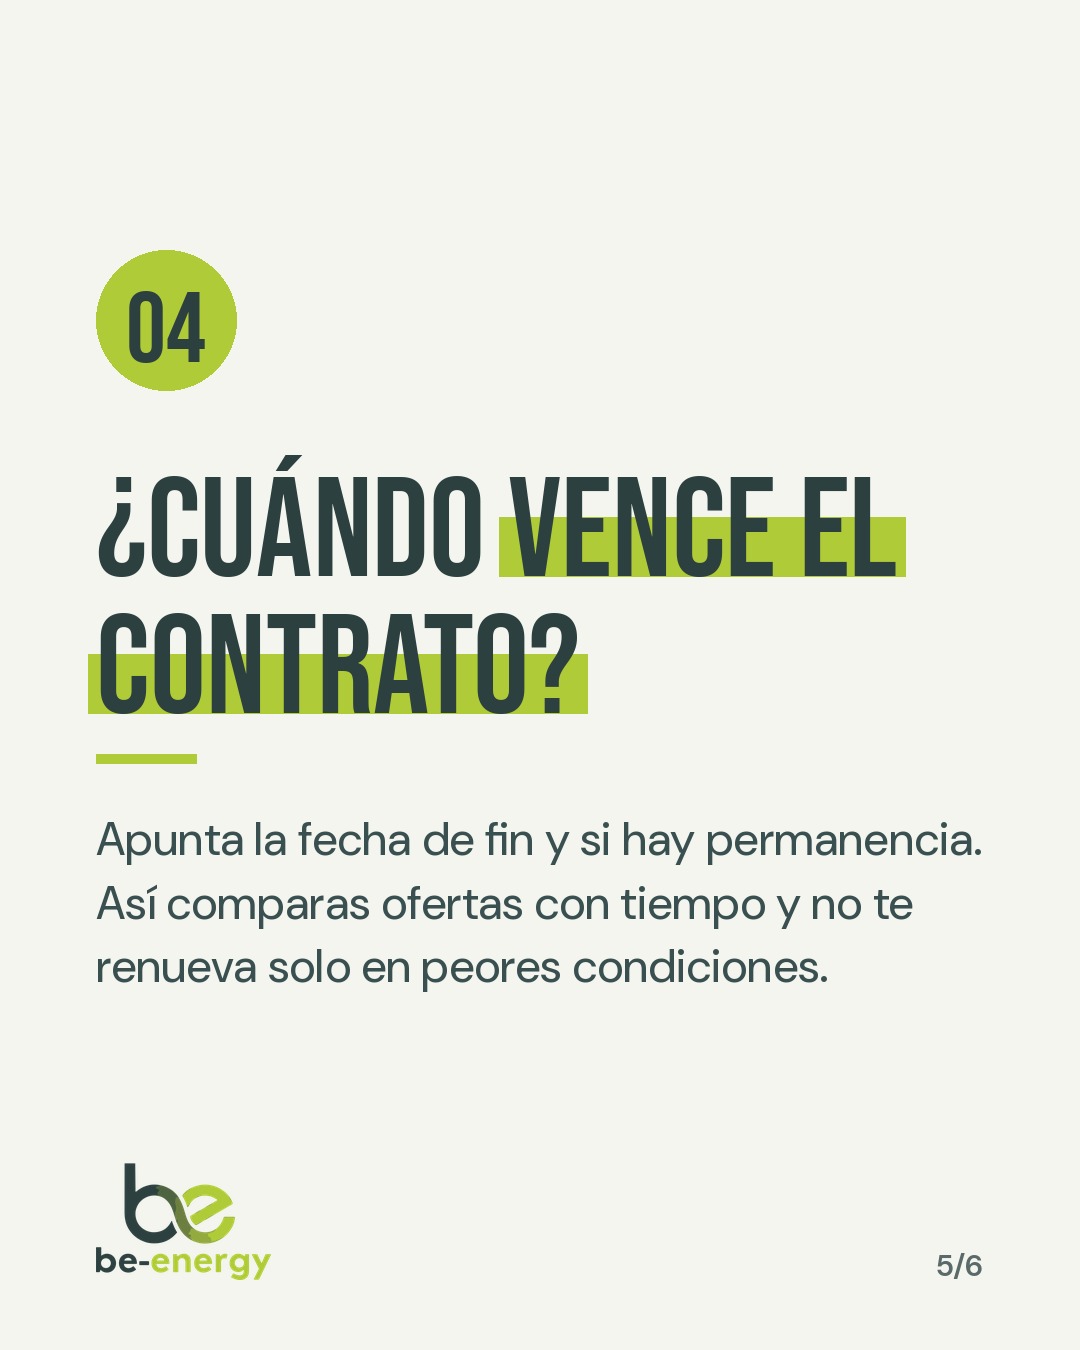 04
¿CUÁNDO VENCE EL
CONTRATO?
Apunta la fecha de fin y si hay permanencia.
Así comparas ofertas con tiempo y no te
renueva solo en peores condiciones.
be
be-energy
5/6